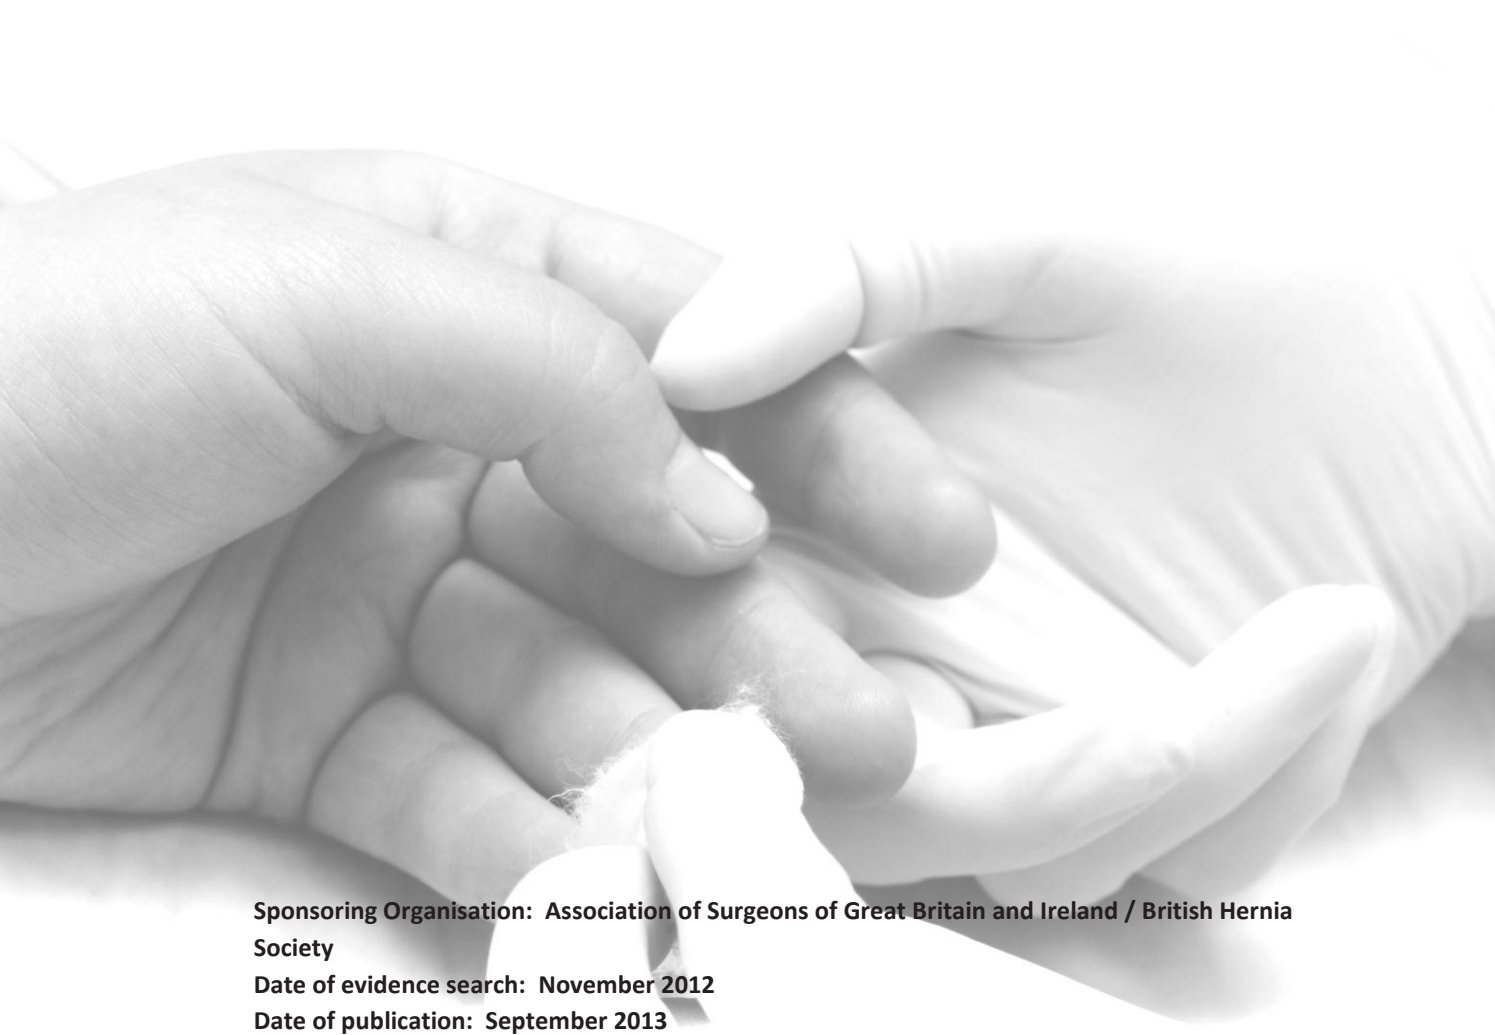 Sponsoring Organisation:  Association of Surgeons of Great Britain and Ireland / British Hernia
Society
Date of evidence search:  November 2012
Date of publication:  September 2013